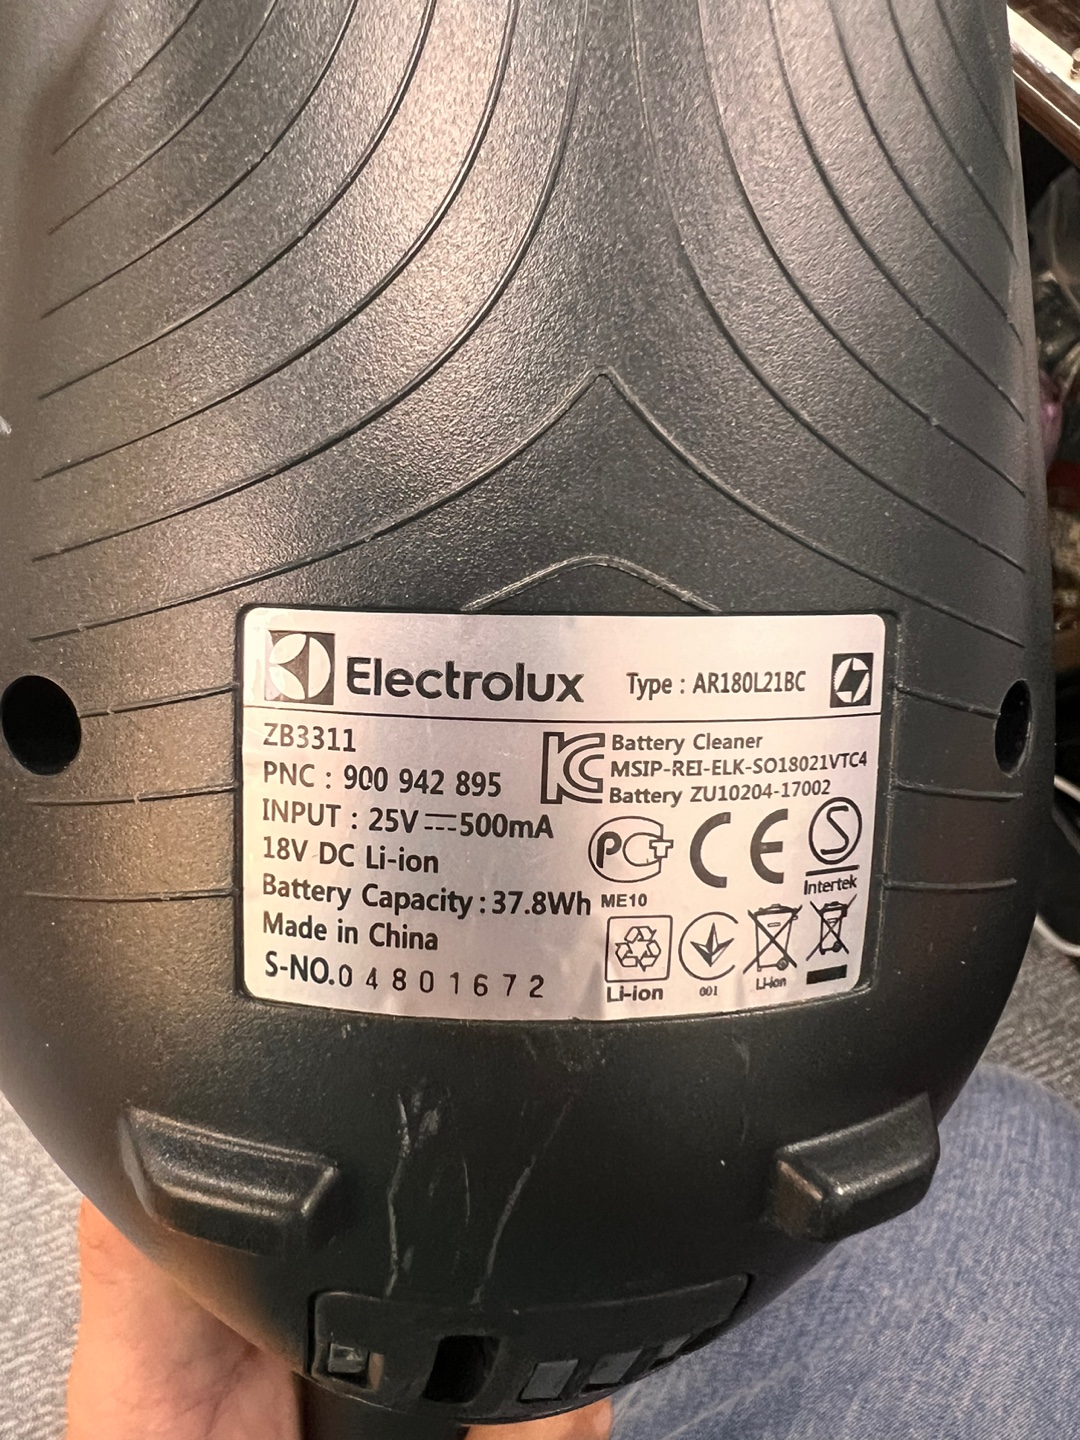 Electrolux Type : AR180L21BC
ZB3311
PNC : 900 942 895
INPUT : 25V⎓500mA
18V DC Li-ion
Battery Capacity : 37.8Wh
Made in China
S-NO.04801672
Battery Cleaner
MSIP-REI-ELK-SO18021VTC4
Battery ZU10204-17002
CE
S
Intertek
ME10
Li-ion
001
Li-ion